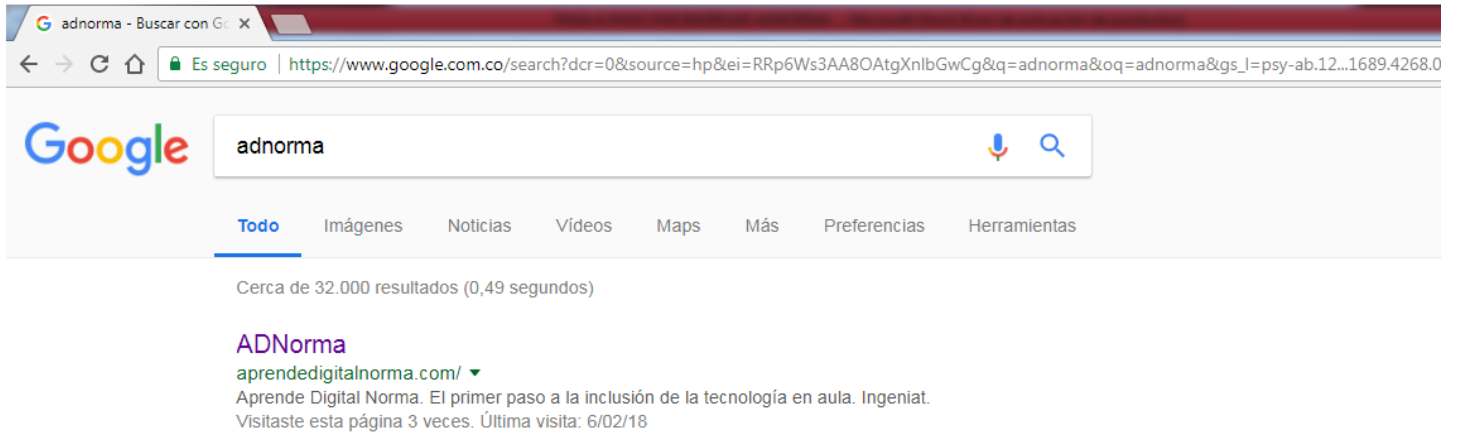 adnorma - Buscar con Go
Es seguro | https://www.google.com.co/search?dcr=0&source=hp&ei=RRp6Ws3AA8OAtgXnlbGwCg&q=adnorma&oq=adnorma&gs_l=psy-ab.12...1689.4268.0
Google adnorma
Todo Imágenes Noticias Vídeos Maps Más Preferencias Herramientas
Cerca de 32.000 resultados (0,49 segundos)
ADNorma
aprendedigitalnorma.com/
Aprende Digital Norma. El primer paso a la inclusión de la tecnología en aula. Ingeniat.
Visitaste esta página 3 veces. Última visita: 6/02/18